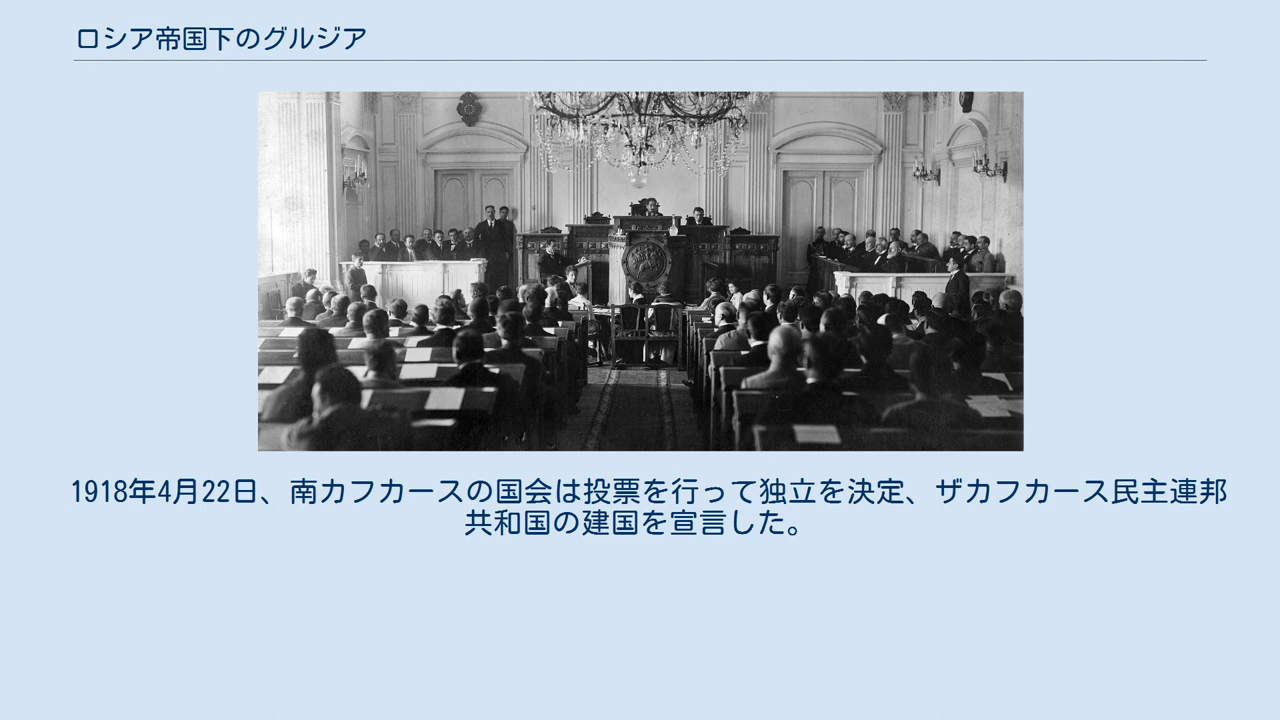 ロシア帝国下のグルジア
1918年4月22日、南カフカースの国会は投票を行って独立を決定、ザカフカース民主連邦
共和国の建国を宣言した。